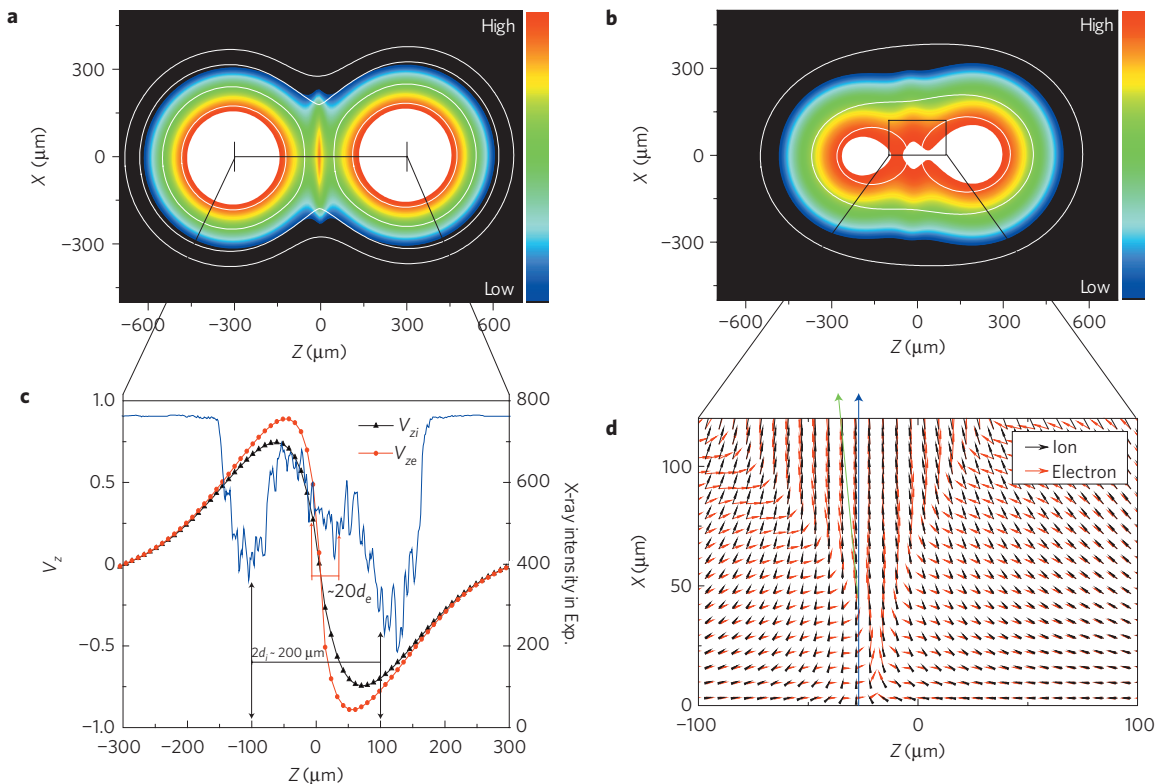 a
High
300
0
−300
X (μm)
Low
−600
−300
0
300
600
Z (μm)
b
High
300
0
−300
X (μm)
Low
−600
−300
0
300
600
Z (μm)
c
1.0
0.5
0
−0.5
−1.0
V_z
V_zi
V_ze
~20d_e
2d_i ~ 200 μm
800
600
400
200
0
X-ray intensity in Exp.
−300
−200
−100
0
100
200
300
Z (μm)
d
Ion
Electron
100
50
0
X (μm)
−100
−50
0
50
100
Z (μm)